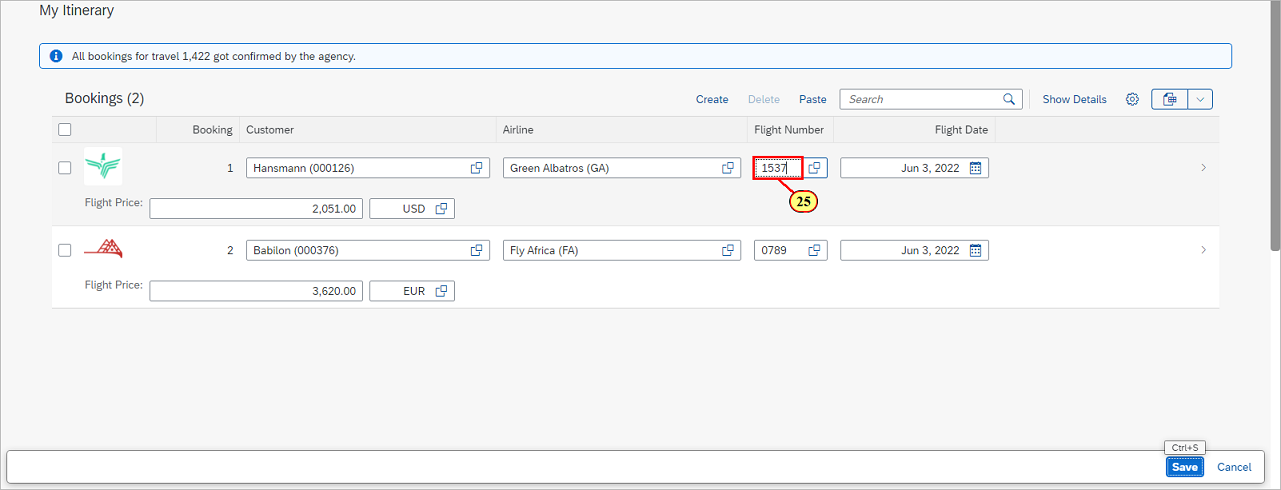 My Itinerary
All bookings for travel 1,422 got confirmed by the agency.
Bookings (2) Create Delete Paste Search Show Details
Booking Customer Airline Flight Number Flight Date
1 Hansmann (000126) Green Albatros (GA) 1537 Jun 3, 2022
25
Flight Price: 2,051.00 USD
2 Babilon (000376) Fly Africa (FA) 0789 Jun 3, 2022
Flight Price: 3,620.00 EUR
Ctrl+S
Save Cancel